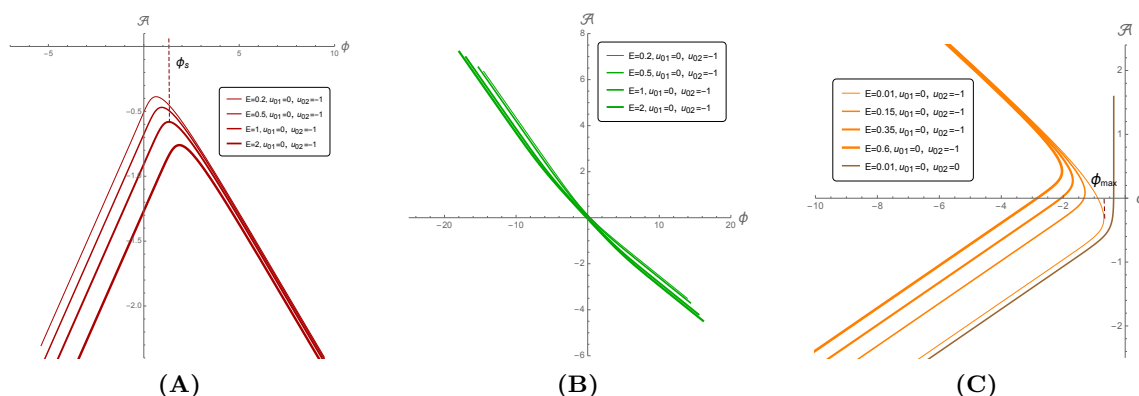 𝒜
-5
5
10
ϕ
ϕs
E=0.2, u01=0, u02=-1
E=0.5, u01=0, u02=-1
E=1, u01=0, u02=-1
E=2, u01=0, u02=-1
-0.5
-1.0
-1.5
-2.0
(A)
𝒜
8
6
4
2
E=0.2, u01=0, u02=-1
E=0.5, u01=0, u02=-1
E=1, u01=0, u02=-1
E=2, u01=0, u02=-1
-20
-10
10
20
ϕ
-2
-4
-6
(B)
𝒜
2
1
E=0.01, u01=0, u02=-1
E=0.15, u01=0, u02=-1
E=0.35, u01=0, u02=-1
E=0.6, u01=0, u02=-1
E=0.01, u01=0, u02=0
ϕmax
-10
-8
-6
-4
-2
-1
-2
(C)